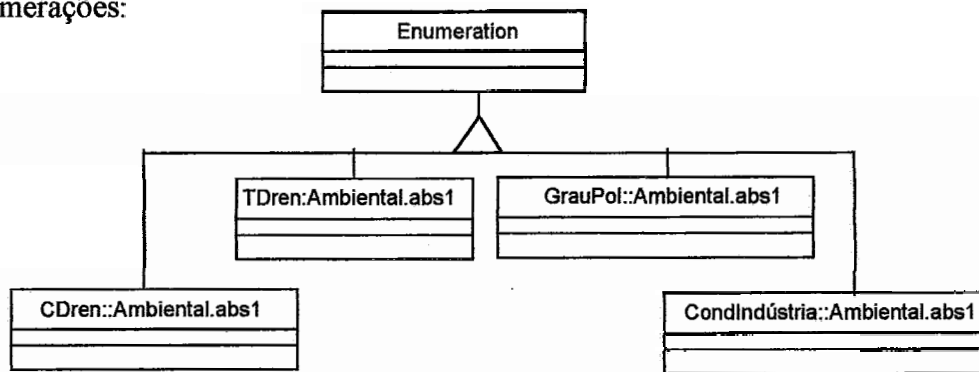 merações:
Enumeration
TDren:Ambiental.abs1
GrauPol::Ambiental.abs1
CDren::Ambiental.abs1
CondIndústria::Ambiental.abs1